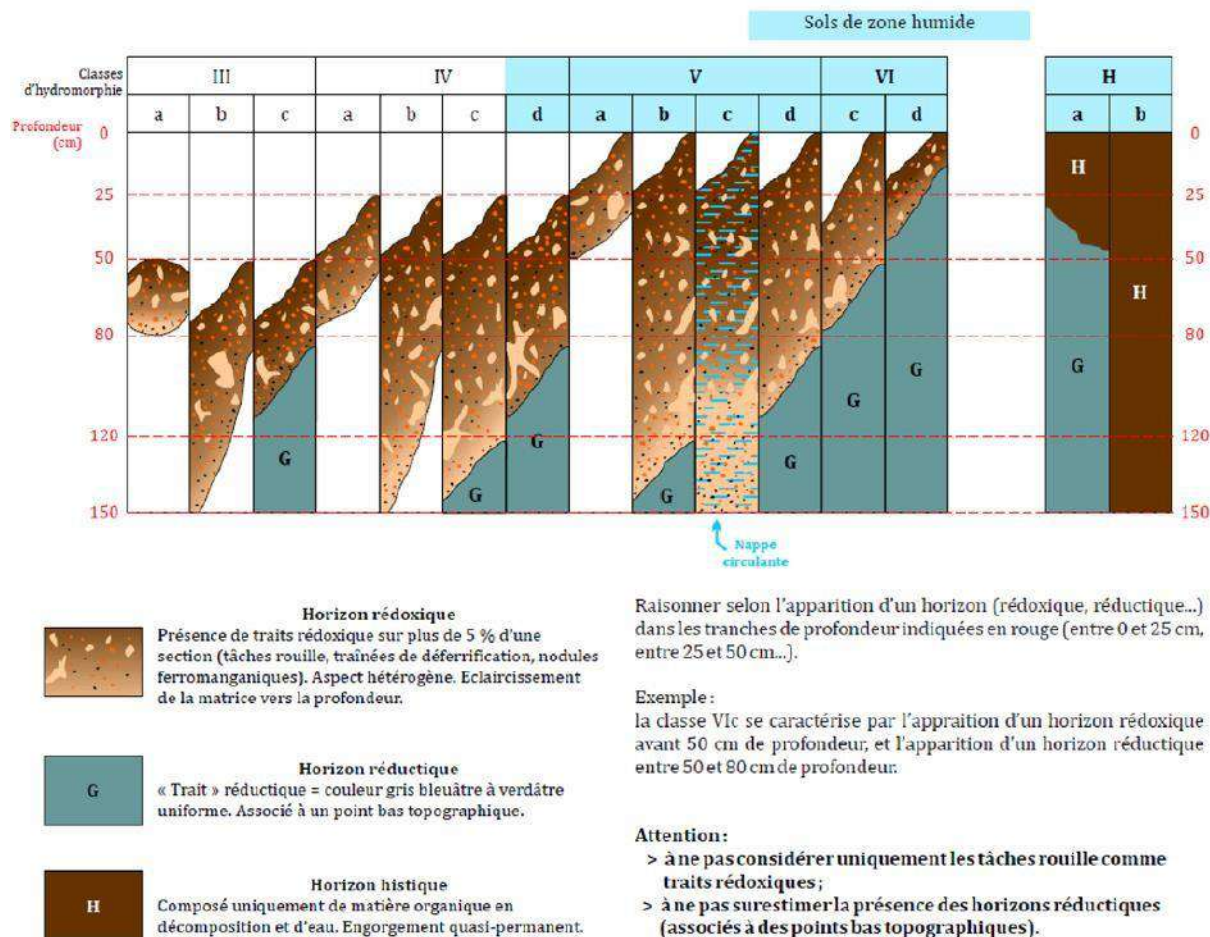 Sols de zone humide
Classes d'hydromorphie
III IV V VI H
a b c a b c d a b c d c d a b
Profondeur (cm)
0 0
H
25 25
50 50
H
80 80
G G G
120 120
G G G G G
150 150
Nappe
circulante
Horizon rédoxique
Présence de traits rédoxique sur plus de 5 % d'une
section (tâches rouille, traînées de déferrification, nodules
ferromanganiques). Aspect hétérogène. Eclaircissement
de la matrice vers la profondeur.
G
Horizon réductique
« Trait » réductique = couleur gris bleuâtre à verdâtre
uniforme. Associé à un point bas topographique.
H
Horizon histique
Composé uniquement de matière organique en
décomposition et d'eau. Engorgement quasi-permanent.
Raisonner selon l'apparition d'un horizon (rédoxique, réductique...)
dans les tranches de profondeur indiquées en rouge (entre 0 et 25 cm,
entre 25 et 50 cm...).
Exemple :
la classe VIc se caractérise par l'appraition d'un horizon rédoxique
avant 50 cm de profondeur, et l'apparition d'un horizon réductique
entre 50 et 80 cm de profondeur.
Attention :
> à ne pas considérer uniquement les tâches rouille comme
traits rédoxiques ;
> à ne pas surestimer la présence des horizons réductiques
(associés à des points bas topographiques).